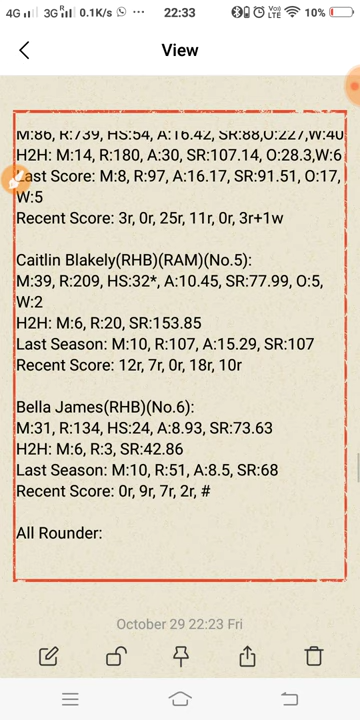 4G 3G R 0.1K/s ... 22:33 Vo) LTE 10%
View
M:86, R:739, HS:54, A:16.42, SR:88,O:227,W:40
H2H: M:14, R:180, A:30, SR:107.14, O:28.3,W:6
Last Score: M:8, R:97, A:16.17, SR:91.51, O:17,
W:5
Recent Score: 3r, 0r, 25r, 11r, 0r, 3r+1w
Caitlin Blakely(RHB)(RAM)(No.5):
M:39, R:209, HS:32*, A:10.45, SR:77.99, O:5,
W:2
H2H: M:6, R:20, SR:153.85
Last Season: M:10, R:107, A:15.29, SR:107
Recent Score: 12r, 7r, 0r, 18r, 10r
Bella James(RHB)(No.6):
M:31, R:134, HS:24, A:8.93, SR:73.63
H2H: M:6, R:3, SR:42.86
Last Season: M:10, R:51, A:8.5, SR:68
Recent Score: 0r, 9r, 7r, 2r, #
All Rounder:
October 29 22:23 Fri